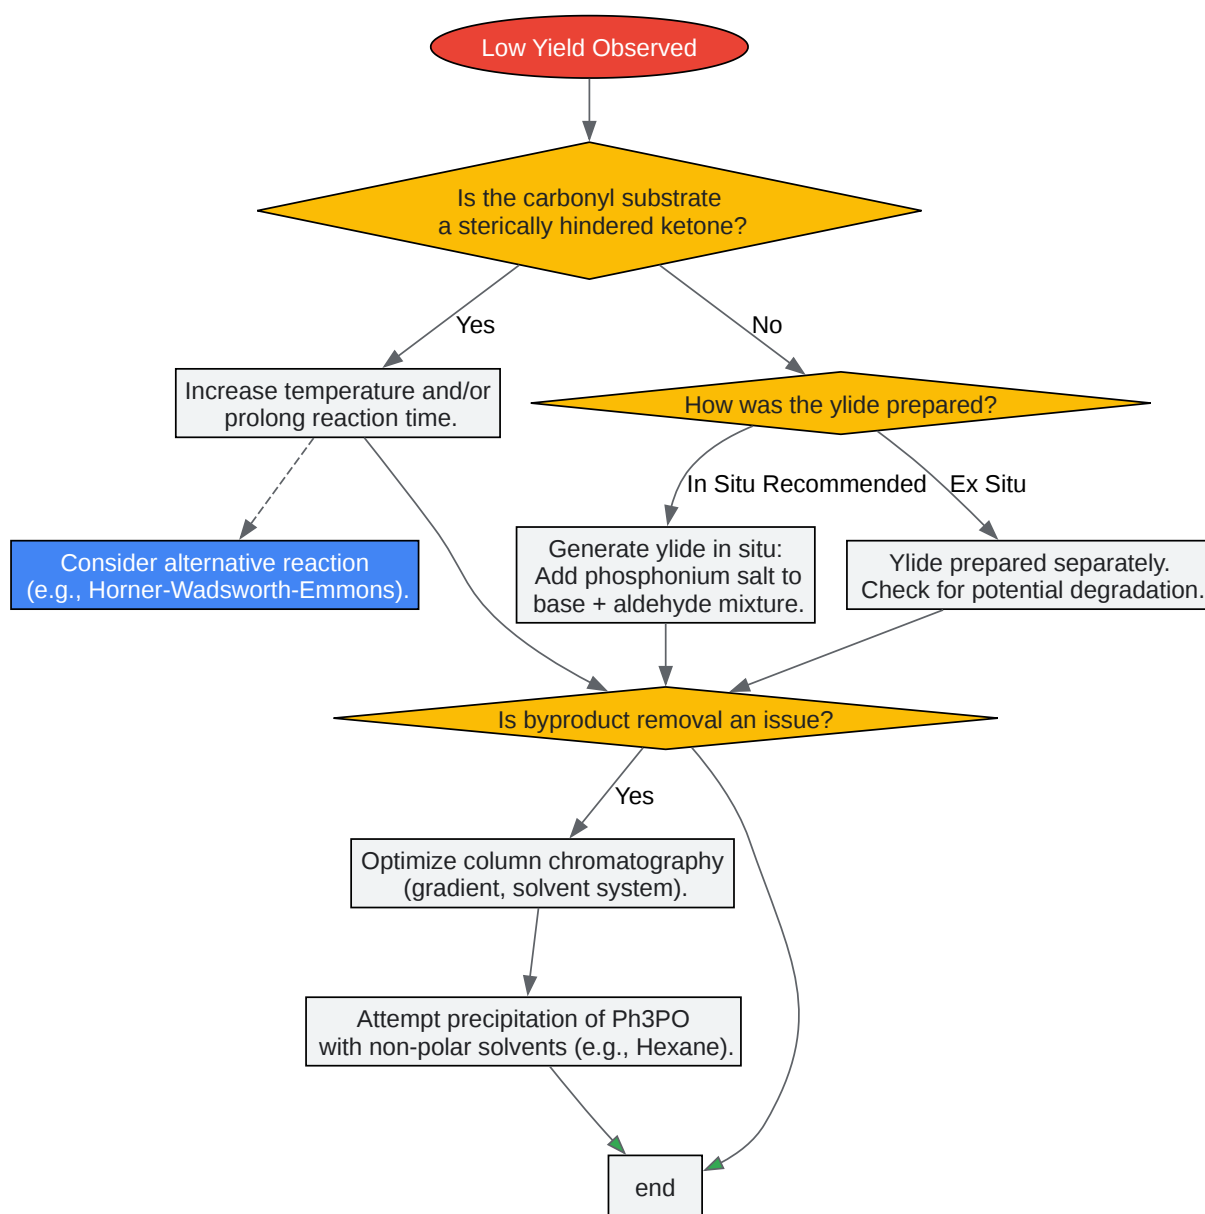 Low Yield Observed
Is the carbonyl substrate
a sterically hindered ketone?
Yes
No
Increase temperature and/or
prolong reaction time.
How was the ylide prepared?
In Situ Recommended
Ex Situ
Consider alternative reaction
(e.g., Horner-Wadsworth-Emmons).
Generate ylide in situ:
Add phosphonium salt to
base + aldehyde mixture.
Ylide prepared separately.
Check for potential degradation.
Is byproduct removal an issue?
Yes
Optimize column chromatography
(gradient, solvent system).
Attempt precipitation of Ph3PO
with non-polar solvents (e.g., Hexane).
end